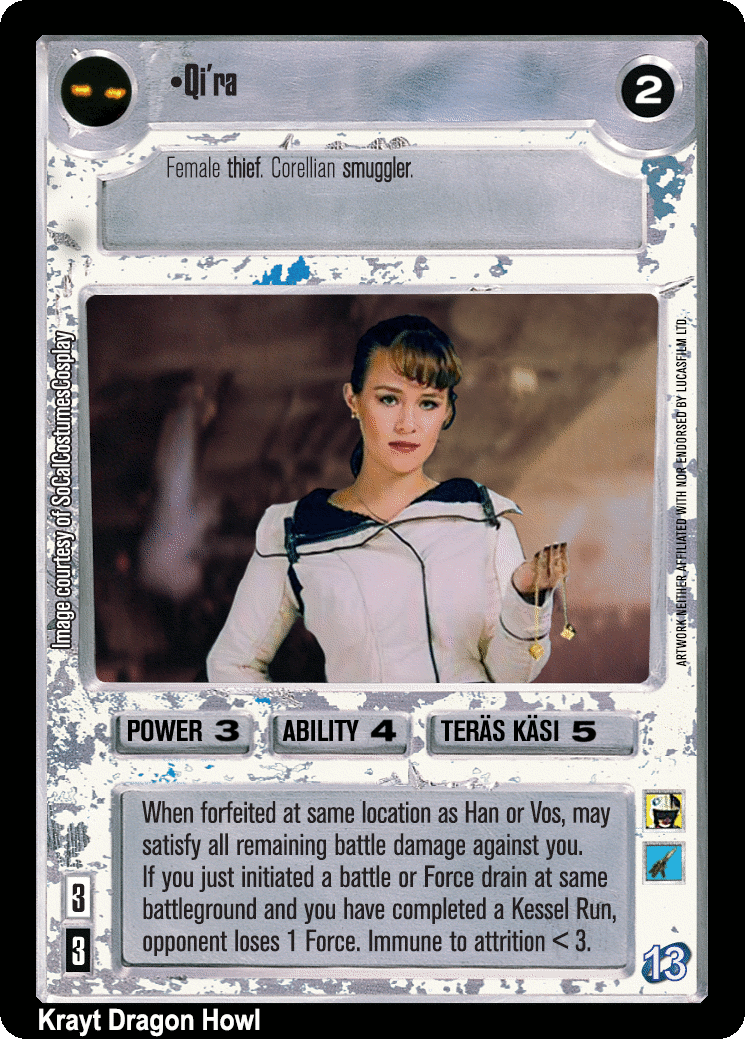 •Qi'ra
2
Female thief. Corellian smuggler.
Image courtesy of SoCalCostumesCosplay
ARTWORK NEITHER AFFILIATED WITH NOR ENDORSED BY LUCASFILM LTD.
POWER 3
ABILITY 4
TERÄS KÄSI 5
When forfeited at same location as Han or Vos, may
satisfy all remaining battle damage against you.
If you just initiated a battle or Force drain at same
battleground and you have completed a Kessel Run,
opponent loses 1 Force. Immune to attrition < 3.
3
3
13
Krayt Dragon Howl